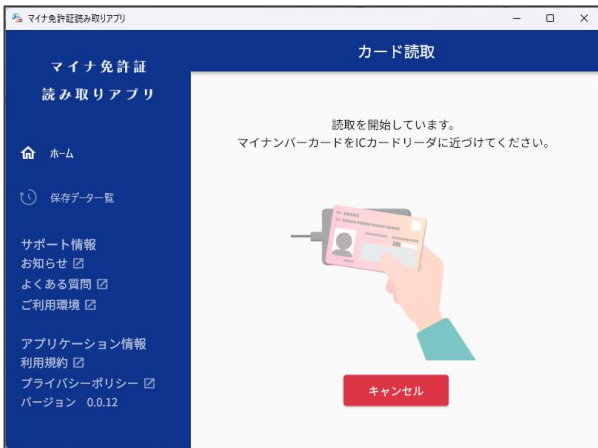 マイナ免許証読み取りアプリ
マイナ免許証
読み取りアプリ
ホーム
保存データ一覧
サポート情報
お知らせ
よくある質問
ご利用環境
アプリケーション情報
利用規約
プライバシーポリシー
バージョン 0.0.12
カード読取
読取を開始しています。
マイナンバーカードをICカードリーダに近づけてください。
キャンセル